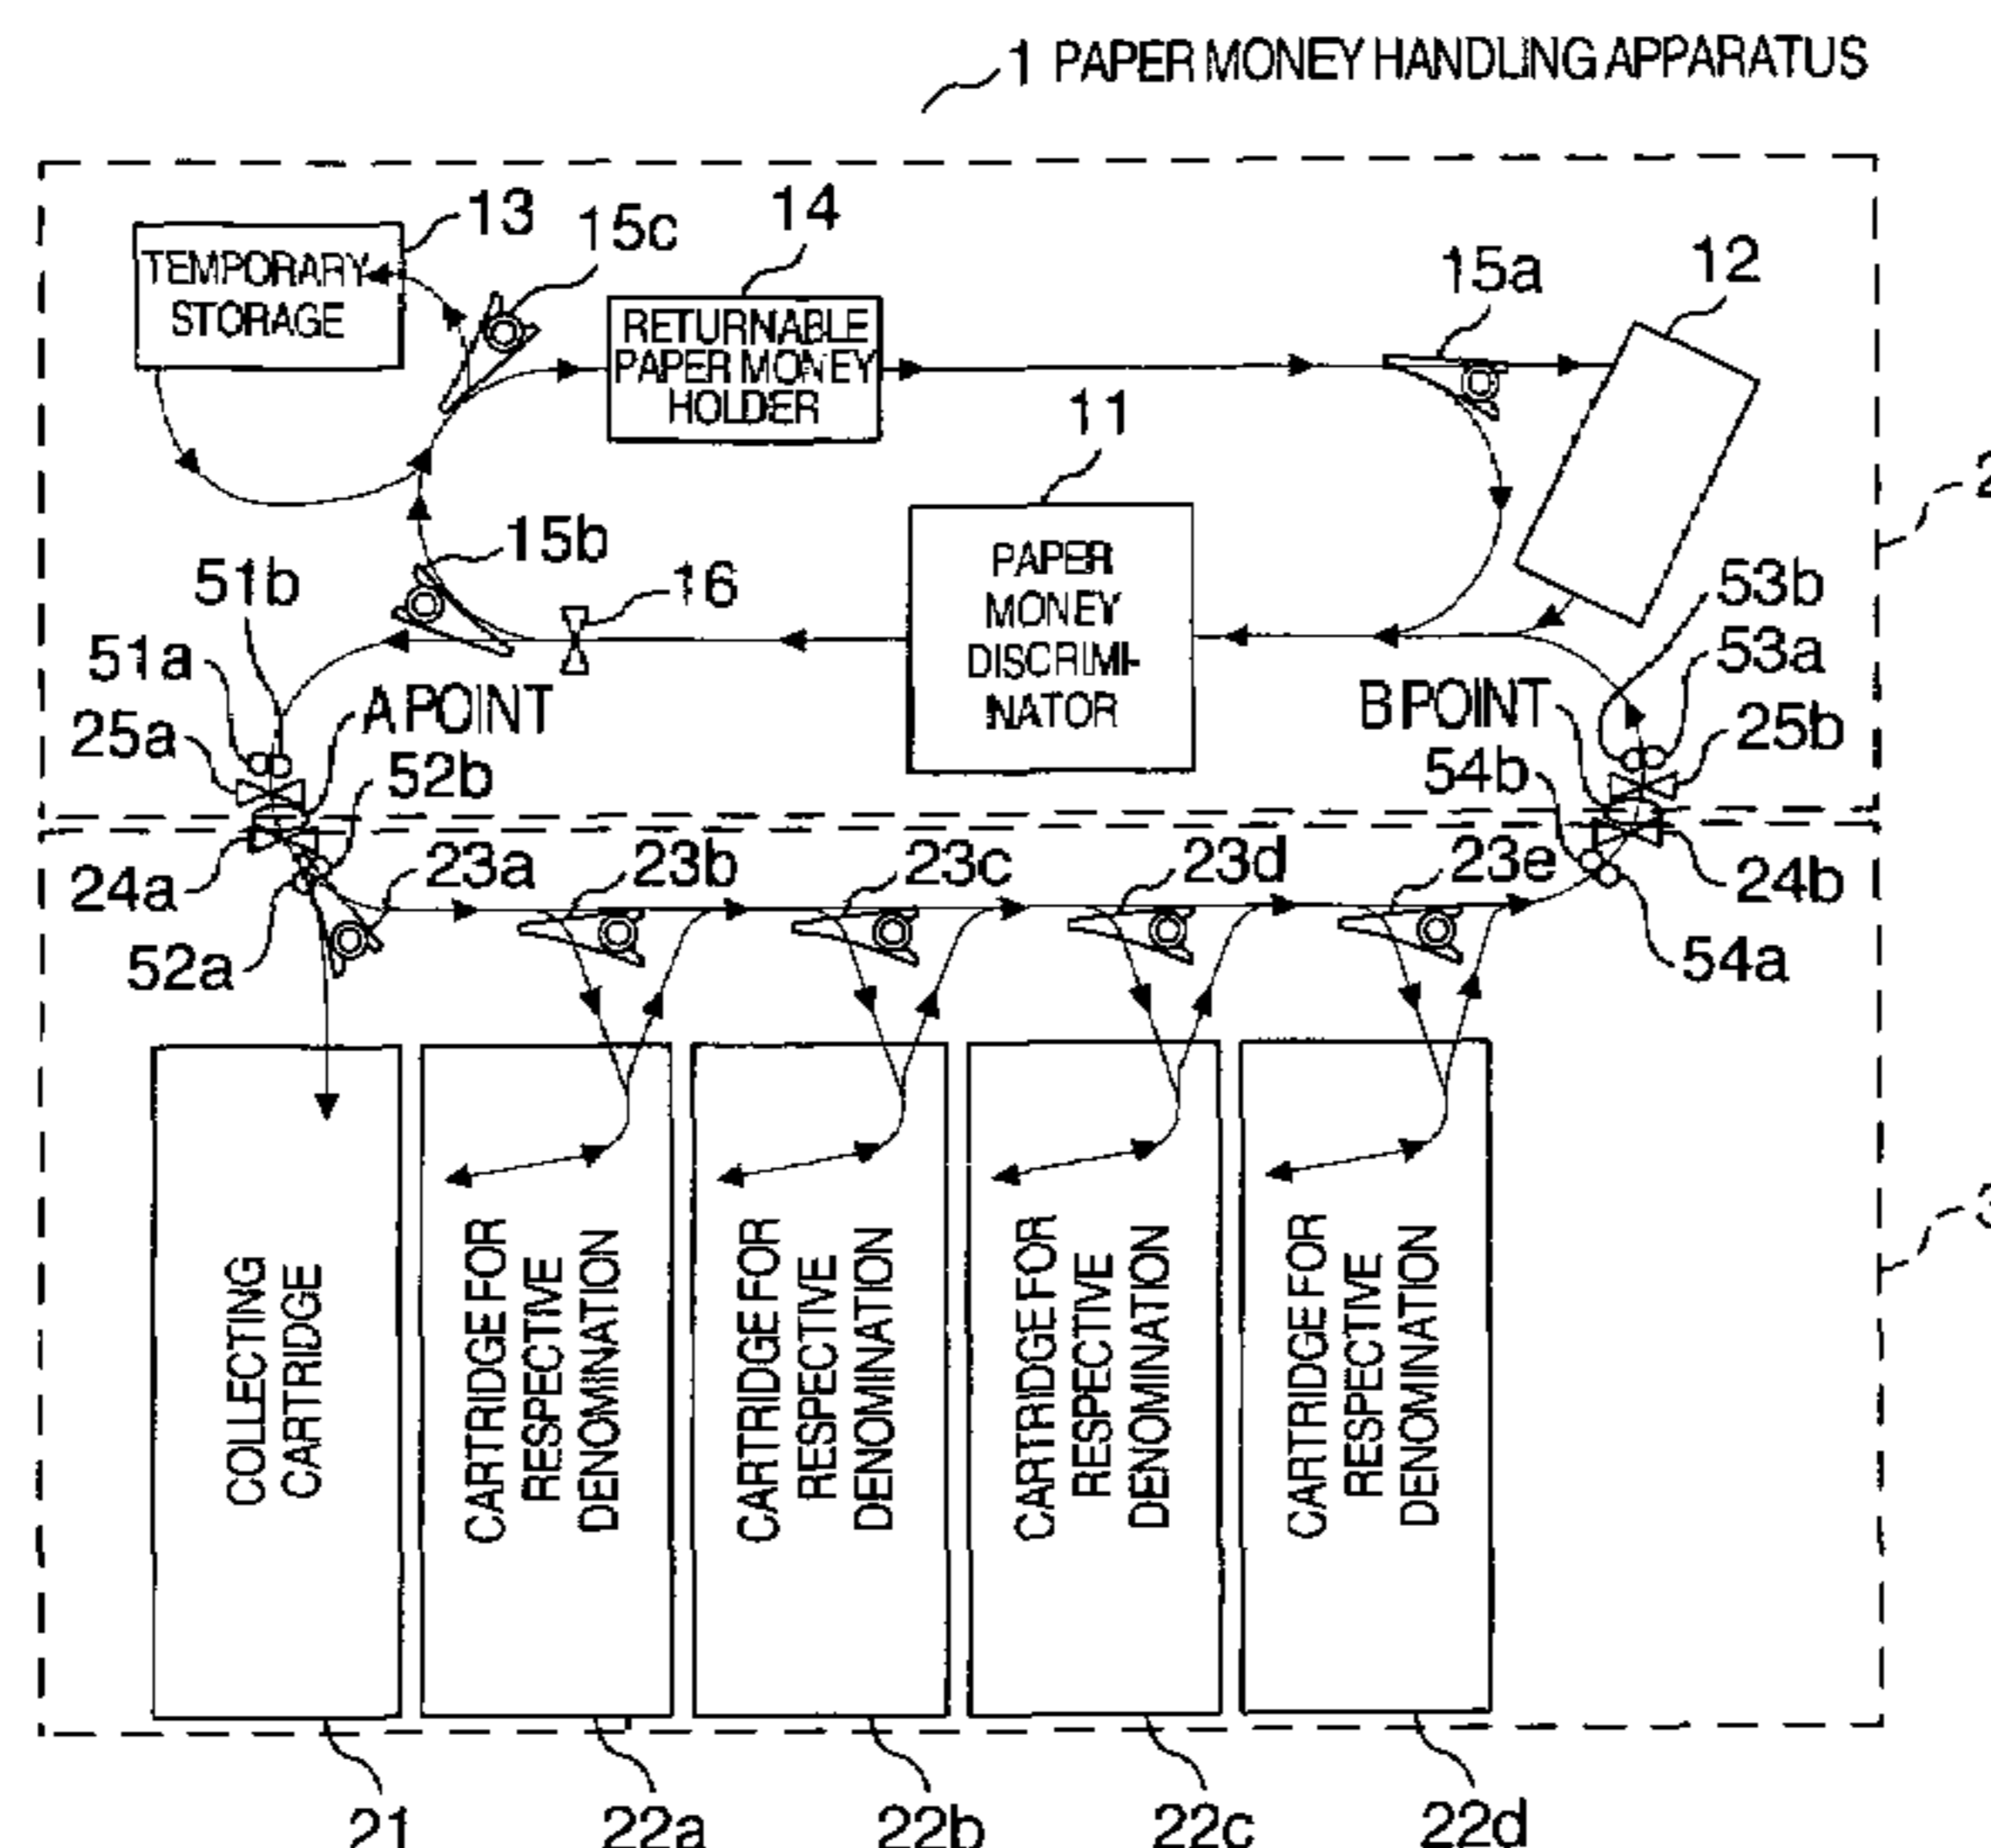 1 PAPER MONEY HANDLING APPARATUS
13
15c
14
15a
12
TEMPORARY
STORAGE
RETURNABLE
PAPER MONEY
HOLDER
11
2
15b
16
PAPER
MONEY
DISCRIMI-
NATOR
51b
51a
25a
A POINT
52b
B POINT
53b
53a
25b
54b
24a
52a
23a
23b
23c
23d
23e
24b
54a
3
COLLECTING
CARTRIDGE
CARTRIDGE FOR
RESPECTIVE
DENOMINATION
CARTRIDGE FOR
RESPECTIVE
DENOMINATION
CARTRIDGE FOR
RESPECTIVE
DENOMINATION
CARTRIDGE FOR
RESPECTIVE
DENOMINATION
21
22a
22b
22c
22d